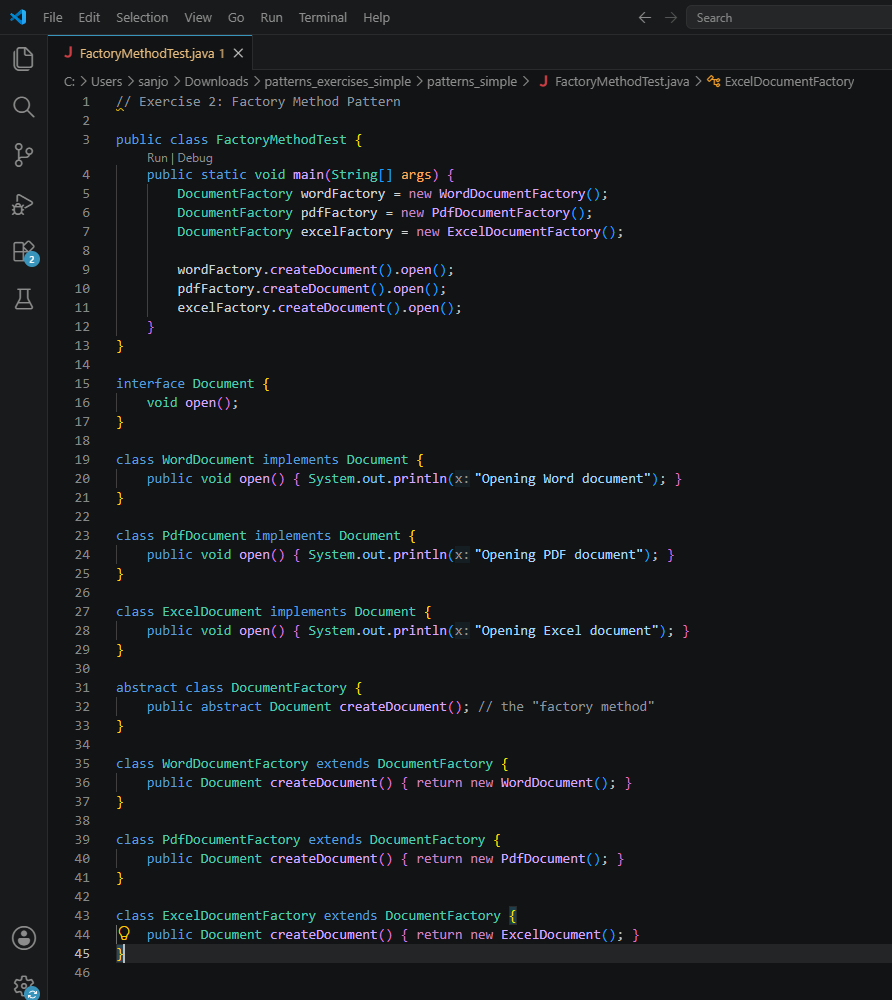 File Edit Selection View Go Run Terminal Help Search
FactoryMethodTest.java 1
C: > Users > sanjo > Downloads > patterns_exercises_simple > patterns_simple > J FactoryMethodTest.java > ExcelDocumentFactory
1 // Exercise 2: Factory Method Pattern
2
3 public class FactoryMethodTest {
Run | Debug
4 public static void main(String[] args) {
5 DocumentFactory wordFactory = new WordDocumentFactory();
6 DocumentFactory pdfFactory = new PdfDocumentFactory();
7 DocumentFactory excelFactory = new ExcelDocumentFactory();
8
9 wordFactory.createDocument().open();
10 pdfFactory.createDocument().open();
11 excelFactory.createDocument().open();
12 }
13 }
14
15 interface Document {
16 void open();
17 }
18
19 class WordDocument implements Document {
20 public void open() { System.out.println(x: "Opening Word document"); }
21 }
22
23 class PdfDocument implements Document {
24 public void open() { System.out.println(x: "Opening PDF document"); }
25 }
26
27 class ExcelDocument implements Document {
28 public void open() { System.out.println(x: "Opening Excel document"); }
29 }
30
31 abstract class DocumentFactory {
32 public abstract Document createDocument(); // the "factory method"
33 }
34
35 class WordDocumentFactory extends DocumentFactory {
36 public Document createDocument() { return new WordDocument(); }
37 }
38
39 class PdfDocumentFactory extends DocumentFactory {
40 public Document createDocument() { return new PdfDocument(); }
41 }
42
43 class ExcelDocumentFactory extends DocumentFactory {
44 public Document createDocument() { return new ExcelDocument(); }
45 }
46
2